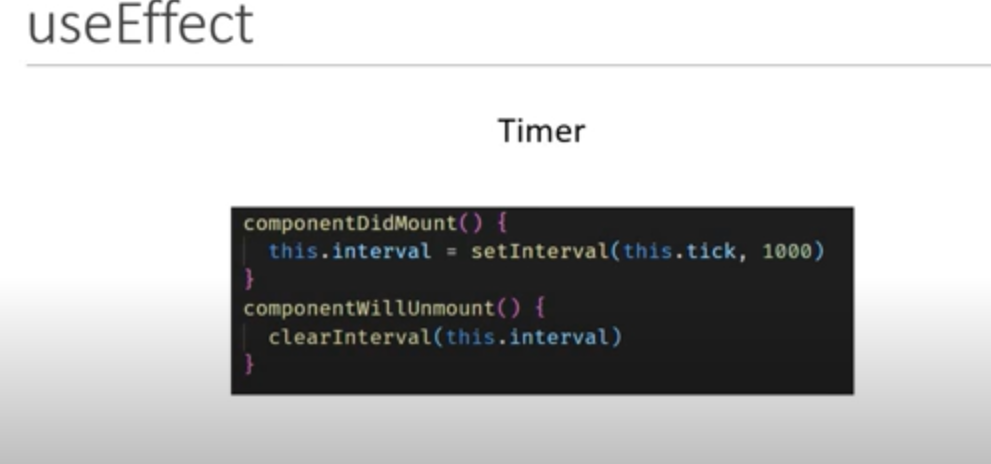 useEffect
Timer
componentDidMount() {
  this.interval = setInterval(this.tick, 1000)
}
componentWillUnmount() {
  clearInterval(this.interval)
}